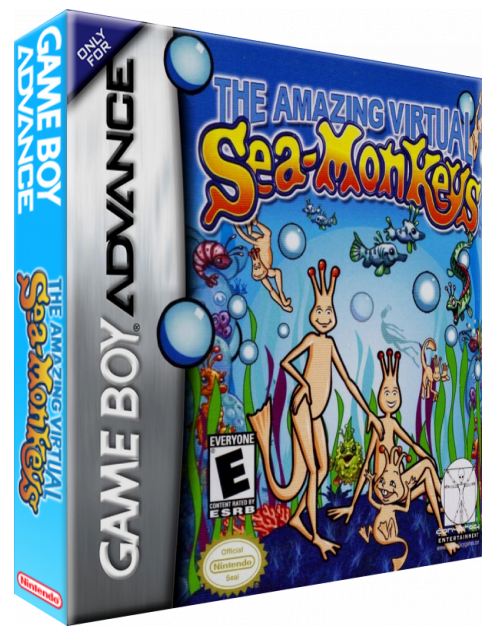 GAME BOY
ADVANCE
THE AMAZING VIRTUAL
Sea-Monkeys
Nintendo
ONLY
FOR
GAME BOY ADVANCE
THE AMAZING VIRTUAL
Sea-Monkeys
EVERYONE
E
CONTENT RATED BY
ESRB
Official
Nintendo
Seal
ENTERTAINMENT